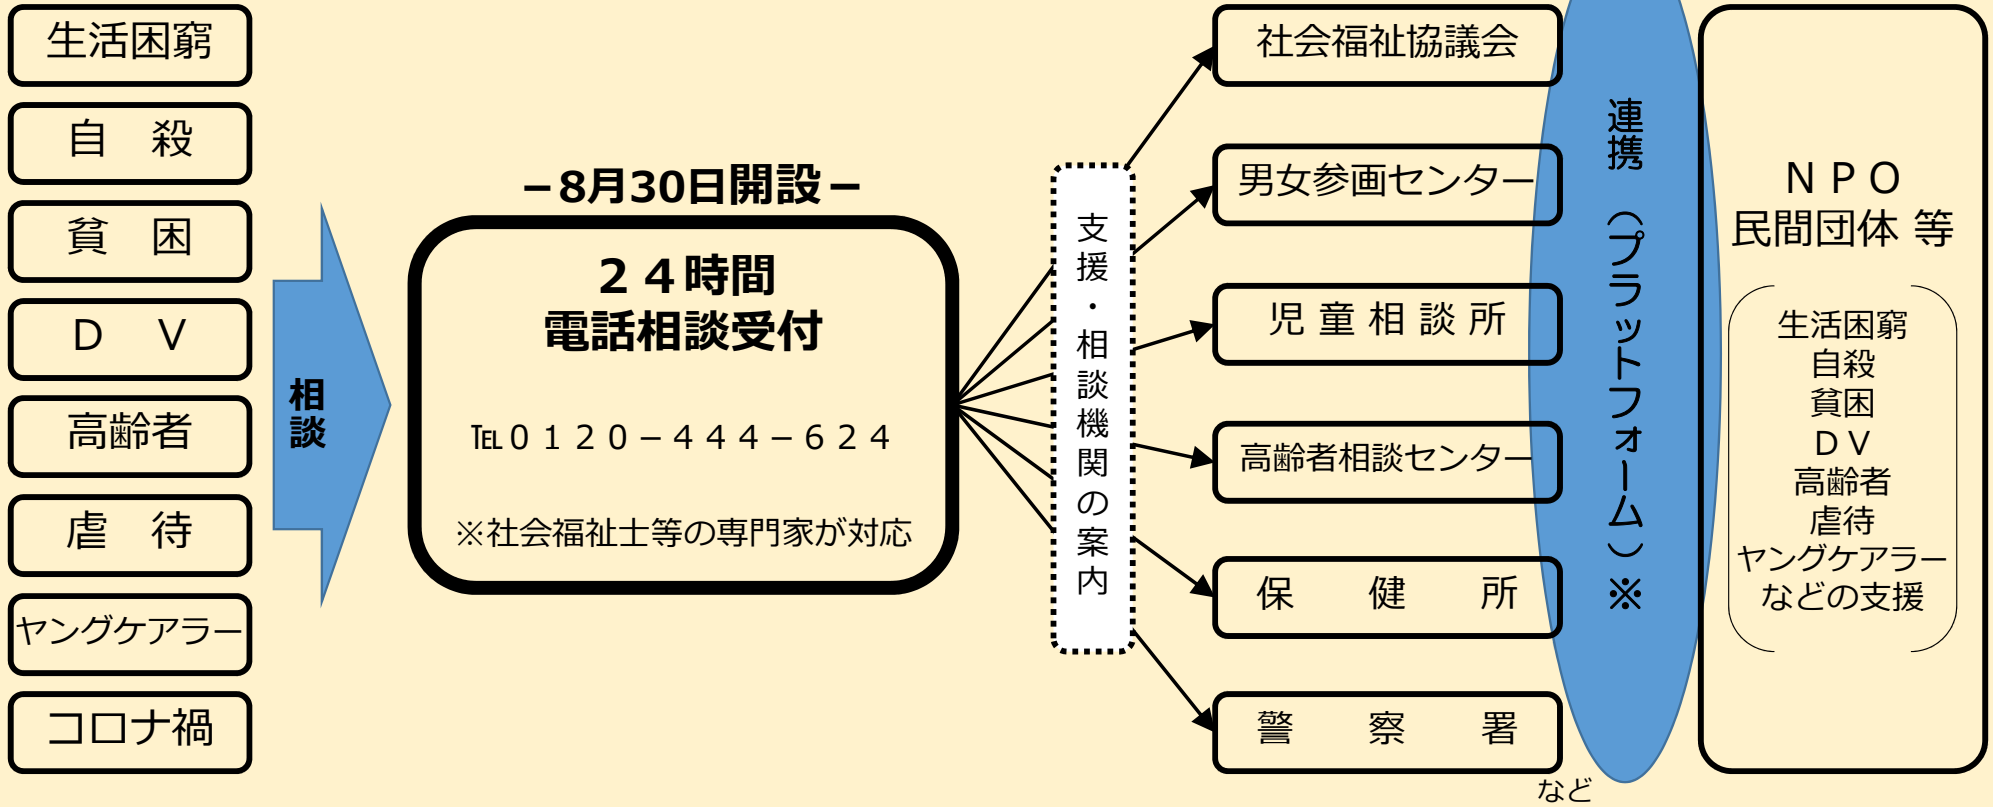 生活困窮
自　殺
貧　困
Ｄ　Ｖ
高齢者
虐　待
ヤングケアラー
コロナ禍
相談
－8月30日開設－
２４時間
電話相談受付
℡０１２０－４４４－６２４
※社会福祉士等の専門家が対応
支援・相談機関の案内
社会福祉協議会
男女参画センター
児 童 相 談 所
高齢者相談センター
保　健　所
警　察　署
など
連携（プラットフォーム）※
ＮＰＯ
民間団体 等
生活困窮
自殺
貧困
ＤＶ
高齢者
虐待
ヤングケアラー
などの支援